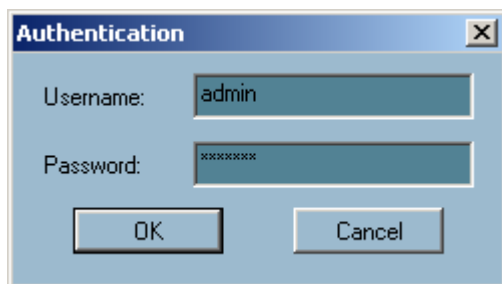 Authentication
Username: admin
Password: *******
OK Cancel